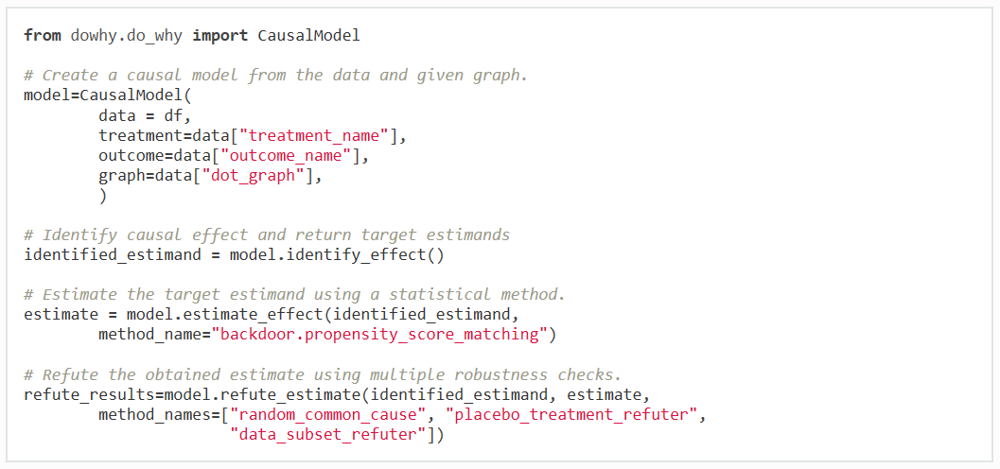 from dowhy.do_why import CausalModel
# Create a causal model from the data and given graph.
model=CausalModel(
data = df,
treatment=data["treatment_name"],
outcome=data["outcome_name"],
graph=data["dot_graph"],
)
# Identify causal effect and return target estimands
identified_estimand = model.identify_effect()
# Estimate the target estimand using a statistical method.
estimate = model.estimate_effect(identified_estimand,
method_name="backdoor.propensity_score_matching")
# Refute the obtained estimate using multiple robustness checks.
refute_results=model.refute_estimate(identified_estimand, estimate,
method_names=["random_common_cause", "placebo_treatment_refuter",
"data_subset_refuter"])